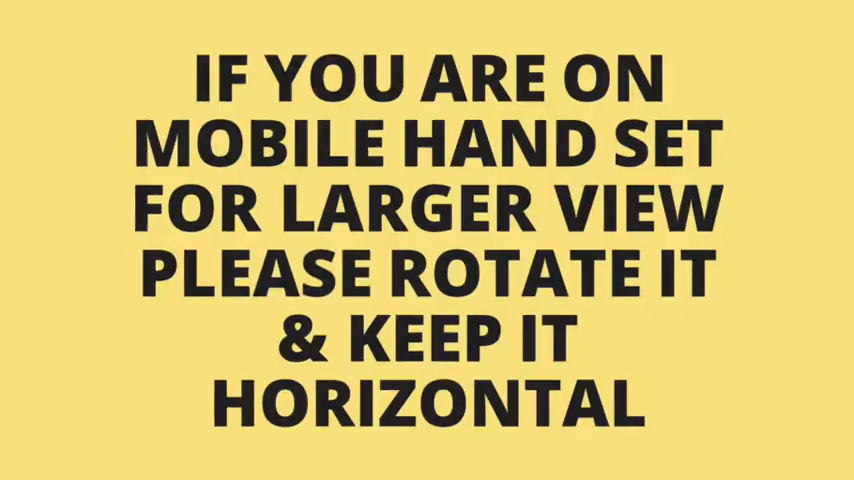 IF YOU ARE ON
MOBILE HAND SET
FOR LARGER VIEW
PLEASE ROTATE IT
& KEEP IT
HORIZONTAL